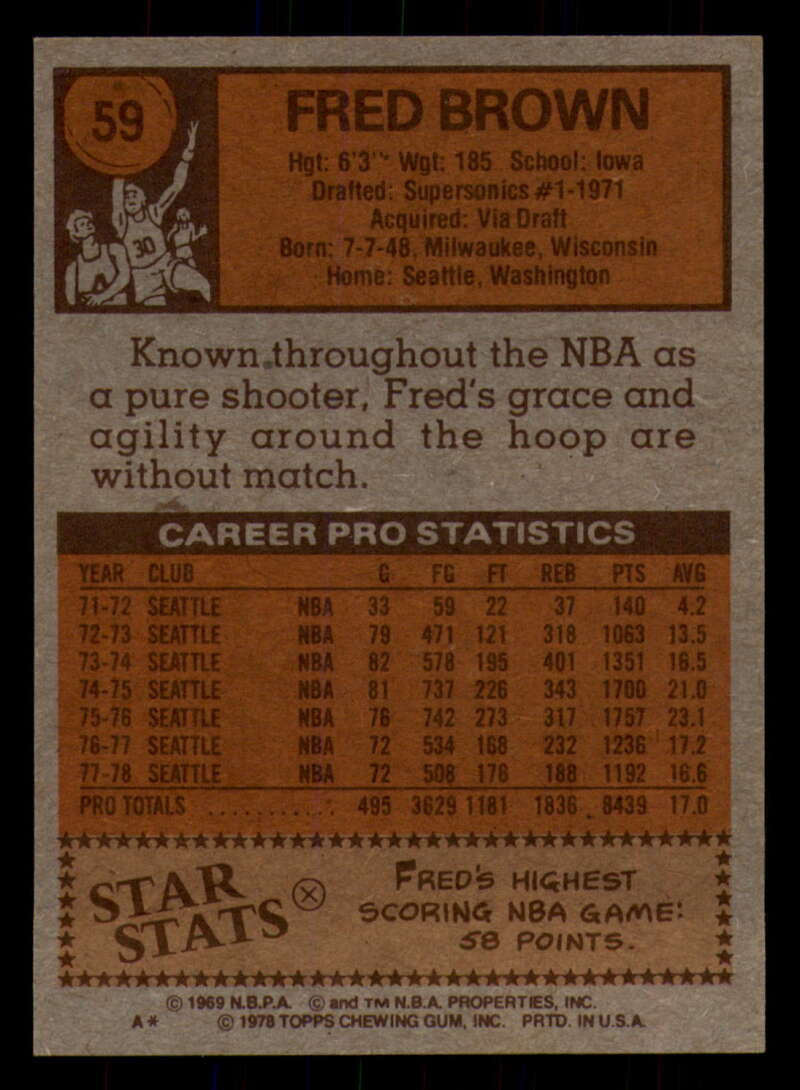 59
FRED BROWN
Hgt: 6'3" Wgt: 185 School: Iowa
Drafted: Supersonics #1-1971
Acquired: Via Draft
Born: 7-7-48, Milwaukee, Wisconsin
Home: Seattle, Washington
30
Known throughout the NBA as
a pure shooter, Fred's grace and
agility around the hoop are
without match.
CAREER PRO STATISTICS
YEAR CLUB G FG FT REB PTS AVG
71-72 SEATTLE NBA 33 59 22 37 140 4.2
72-73 SEATTLE NBA 79 471 121 318 1063 13.5
73-74 SEATTLE NBA 82 578 195 401 1351 16.5
74-75 SEATTLE NBA 81 737 226 343 1700 21.0
75-76 SEATTLE NBA 76 742 273 317 1757 23.1
76-77 SEATTLE NBA 72 534 168 232 1236 17.2
77-78 SEATTLE NBA 72 508 176 188 1192 16.6
PRO TOTALS ............ 495 3629 1181 1836 8439 17.0
STAR
STATS
FRED'S HIGHEST
SCORING NBA GAME:
58 POINTS.
© 1969 N.B.P.A. © and TM N.B.A. PROPERTIES, INC.
A* © 1978 TOPPS CHEWING GUM, INC. PRTD. IN U.S.A.